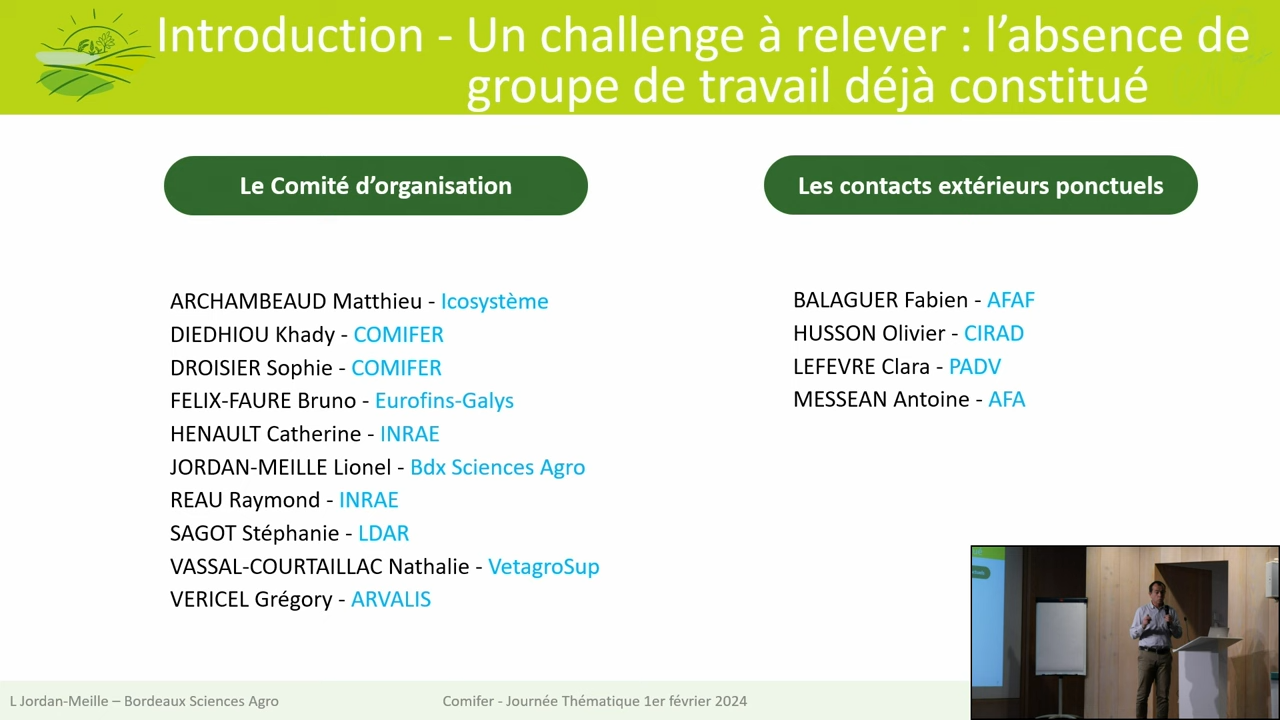 Introduction - Un challenge à relever : l’absence de
groupe de travail déjà constitué
Le Comité d’organisation
ARCHAMBEAUD Matthieu - Icosystème
DIEDHIOU Khady - COMIFER
DROISIER Sophie - COMIFER
FELIX-FAURE Bruno - Eurofins-Galys
HENAULT Catherine - INRAE
JORDAN-MEILLE Lionel - Bdx Sciences Agro
REAU Raymond - INRAE
SAGOT Stéphanie - LDAR
VASSAL-COURTAILLAC Nathalie - VetagroSup
VERICEL Grégory - ARVALIS
Les contacts extérieurs ponctuels
BALAGUER Fabien - AFAF
HUSSON Olivier - CIRAD
LEFEVRE Clara - PADV
MESSEAN Antoine - AFA
L Jordan-Meille – Bordeaux Sciences Agro
Comifer - Journée Thématique 1er février 2024